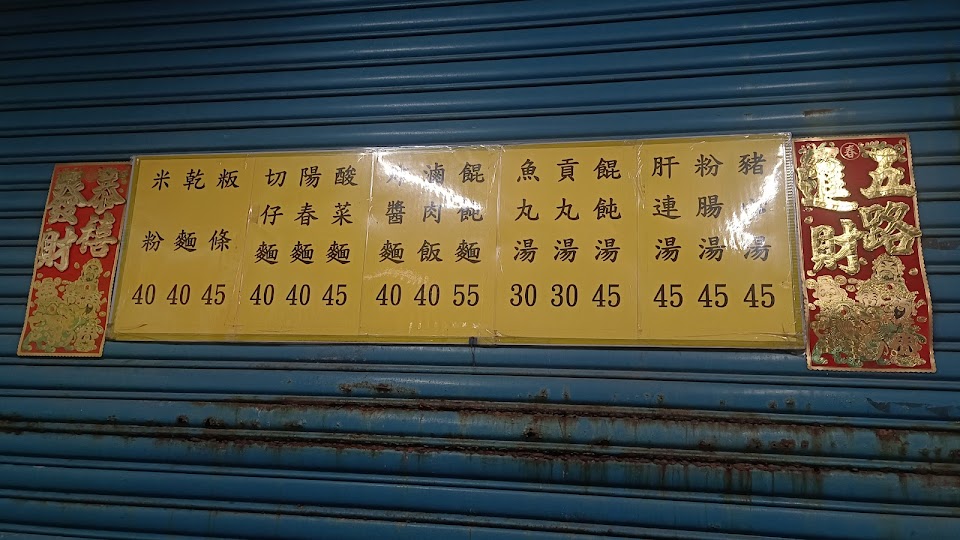 五路
進財
春
豬 湯 45
粉腸湯 45
肝連湯 45
餛飩湯 45
貢丸湯 30
魚丸湯 30
餛飩麵 55
滷肉飯 40
醬麵 40
酸菜麵 45
陽春麵 40
切仔麵 40
粄條 45
乾麵 40
米粉 40
恭禧
發財